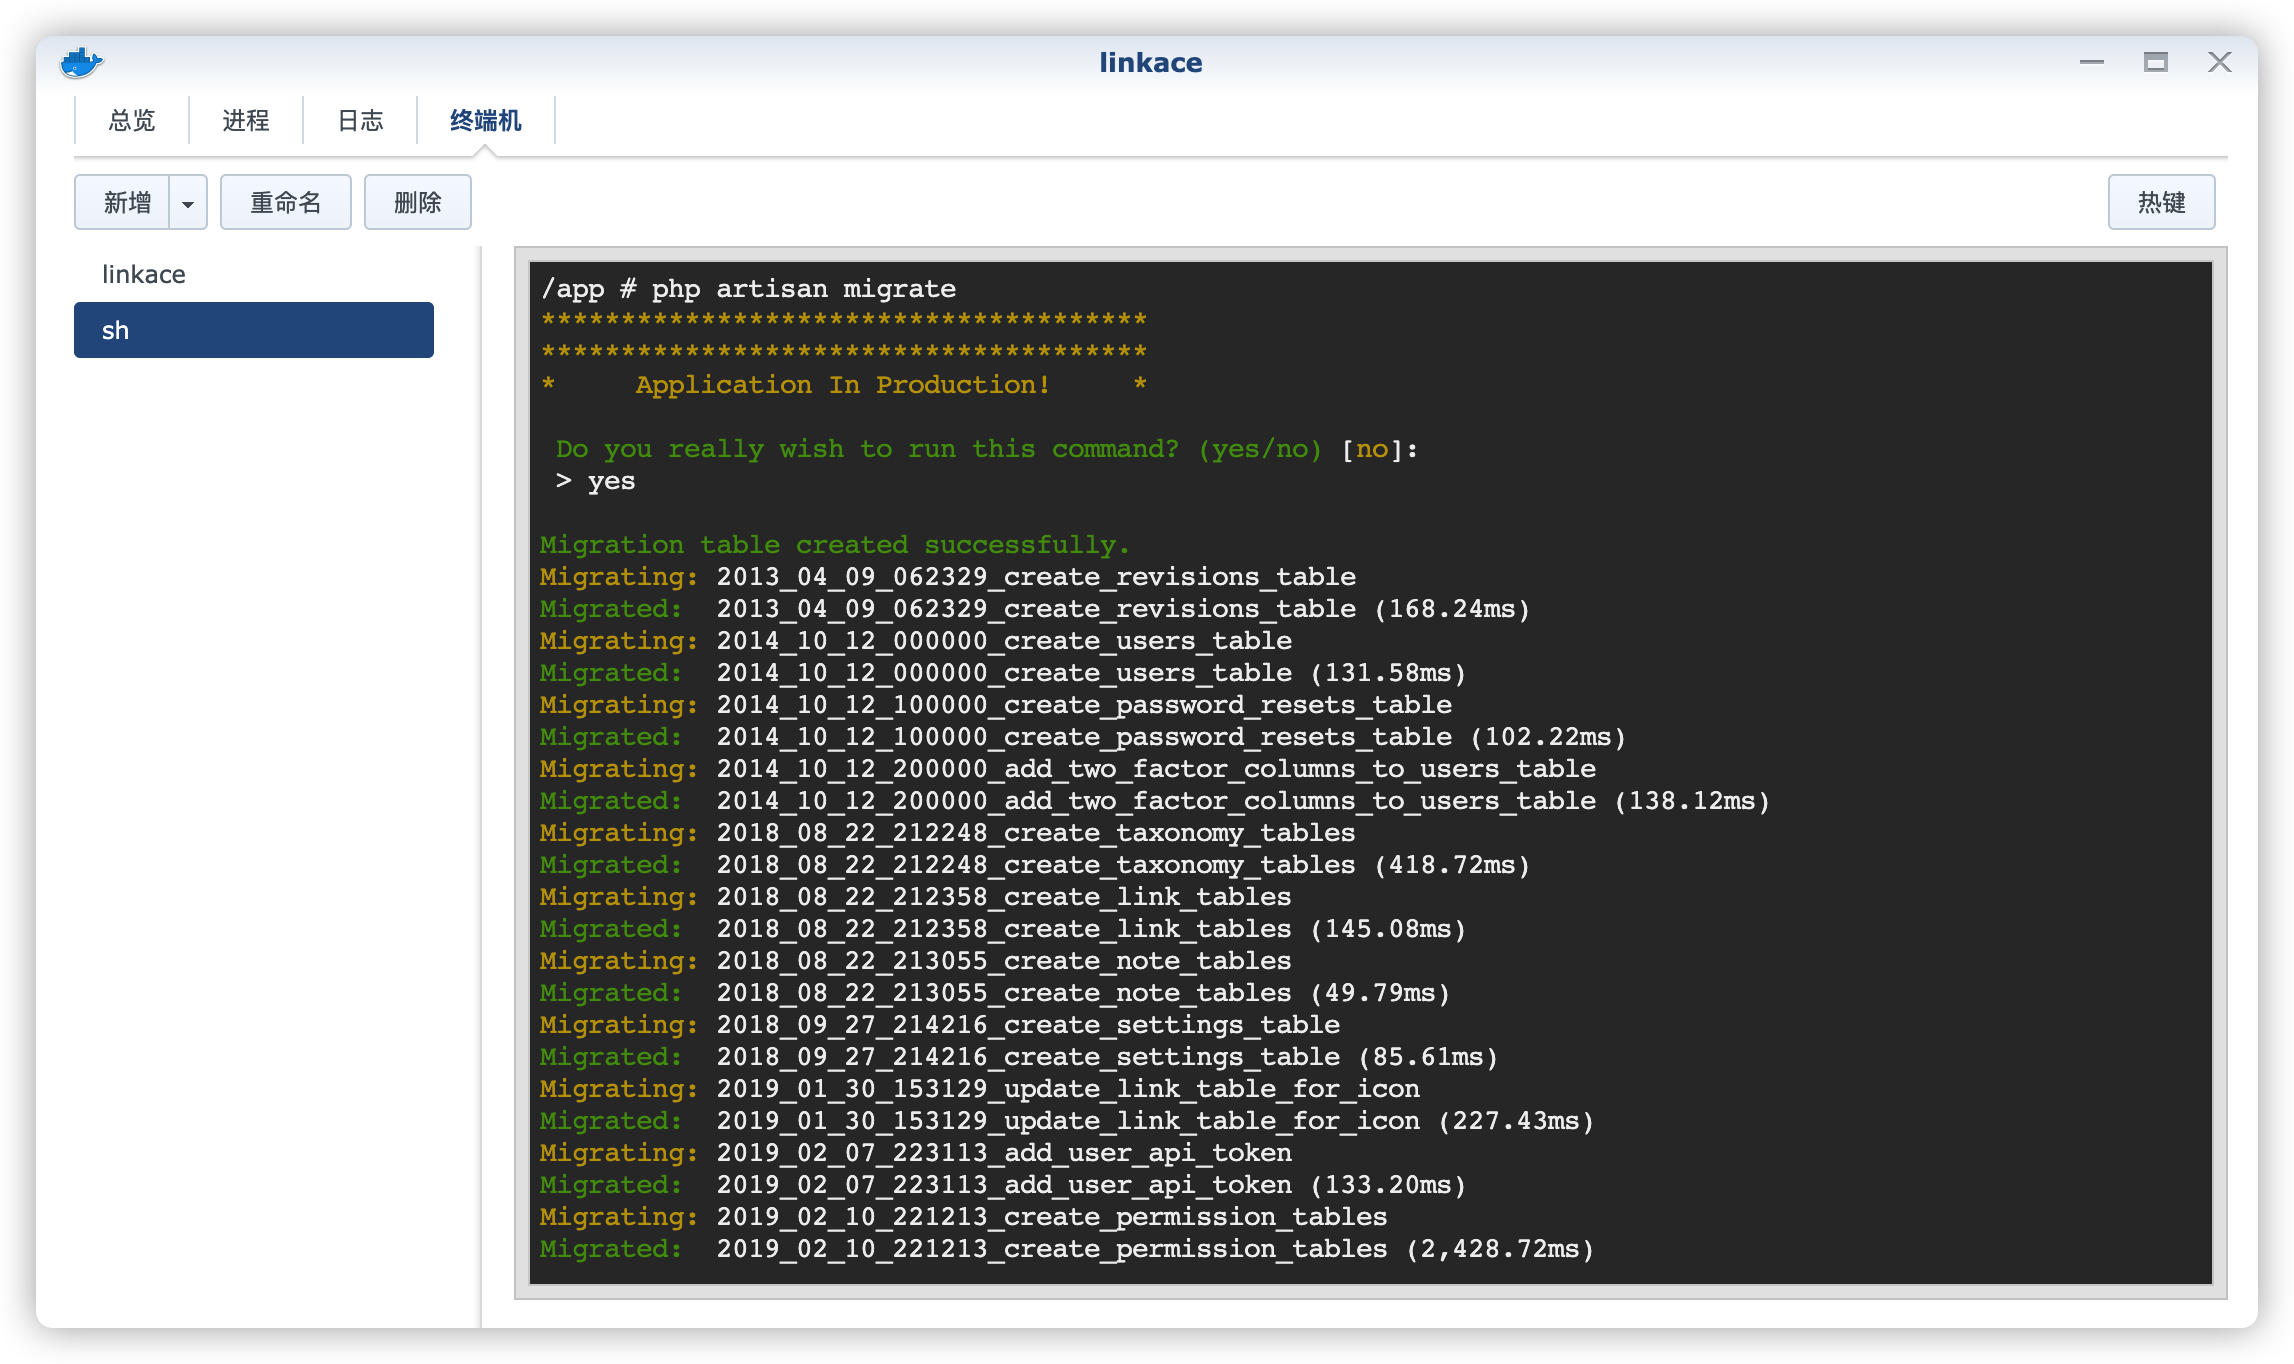 linkace
总览 进程 日志 终端机
新增 重命名 删除 热键
linkace
sh
/app # php artisan migrate
**************************************
**************************************
*     Application In Production!     *
Do you really wish to run this command? (yes/no) [no]:
> yes
Migration table created successfully.
Migrating: 2013_04_09_062329_create_revisions_table
Migrated:  2013_04_09_062329_create_revisions_table (168.24ms)
Migrating: 2014_10_12_000000_create_users_table
Migrated:  2014_10_12_000000_create_users_table (131.58ms)
Migrating: 2014_10_12_100000_create_password_resets_table
Migrated:  2014_10_12_100000_create_password_resets_table (102.22ms)
Migrating: 2014_10_12_200000_add_two_factor_columns_to_users_table
Migrated:  2014_10_12_200000_add_two_factor_columns_to_users_table (138.12ms)
Migrating: 2018_08_22_212248_create_taxonomy_tables
Migrated:  2018_08_22_212248_create_taxonomy_tables (418.72ms)
Migrating: 2018_08_22_212358_create_link_tables
Migrated:  2018_08_22_212358_create_link_tables (145.08ms)
Migrating: 2018_08_22_213055_create_note_tables
Migrated:  2018_08_22_213055_create_note_tables (49.79ms)
Migrating: 2018_09_27_214216_create_settings_table
Migrated:  2018_09_27_214216_create_settings_table (85.61ms)
Migrating: 2019_01_30_153129_update_link_table_for_icon
Migrated:  2019_01_30_153129_update_link_table_for_icon (227.43ms)
Migrating: 2019_02_07_223113_add_user_api_token
Migrated:  2019_02_07_223113_add_user_api_token (133.20ms)
Migrating: 2019_02_10_221213_create_permission_tables
Migrated:  2019_02_10_221213_create_permission_tables (2,428.72ms)